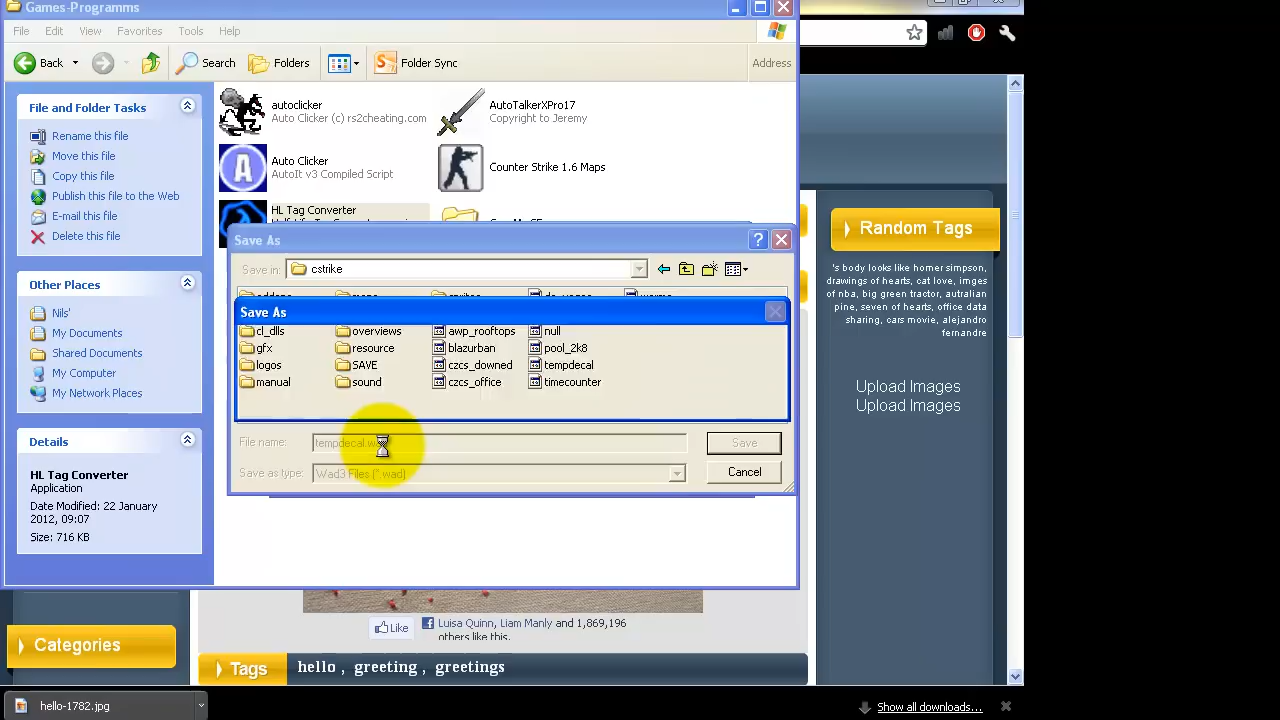 Games-Programms
File Edit View Favorites Tools Help
Back Search Folders Folder Sync Address
File and Folder Tasks
Rename this file
Move this file
Copy this file
Publish this file to the Web
E-mail this file
Delete this file
Other Places
Nils'
My Documents
Shared Documents
My Computer
My Network Places
Details
HL Tag Converter
Application
Date Modified: 22 January
2012, 09:07
Size: 716 KB
autoclicker
Auto Clicker (c) rs2cheating.com
AutoTalkerXPro17
Copyright to Jeremy
Auto Clicker
AutoIt v3 Compiled Script
Counter Strike 1.6 Maps
HL Tag Converter
Save As
Save in: cstrike
Save As
cl_dlls overviews awp_rooftops null
gfx resource blazurban pool_2k8
logos SAVE czcs_downed tempdecal
manual sound czcs_office timecounter
File name: tempdecal.wad Save
Save as type: Wad3 Files (*.wad) Cancel
Random Tags
's body looks like homer simpson,
drawings of hearts, cat love, imges
of nba, big green tractor, autralian
pine, seven of hearts, office data
sharing, cars movie, alejandro
fernandre
Upload Images
Upload Images
Like Luisa Quinn, Liam Manly and 1,869,196
others like this.
Categories
Tags hello , greeting , greetings
hello-1782.jpg
Show all downloads...